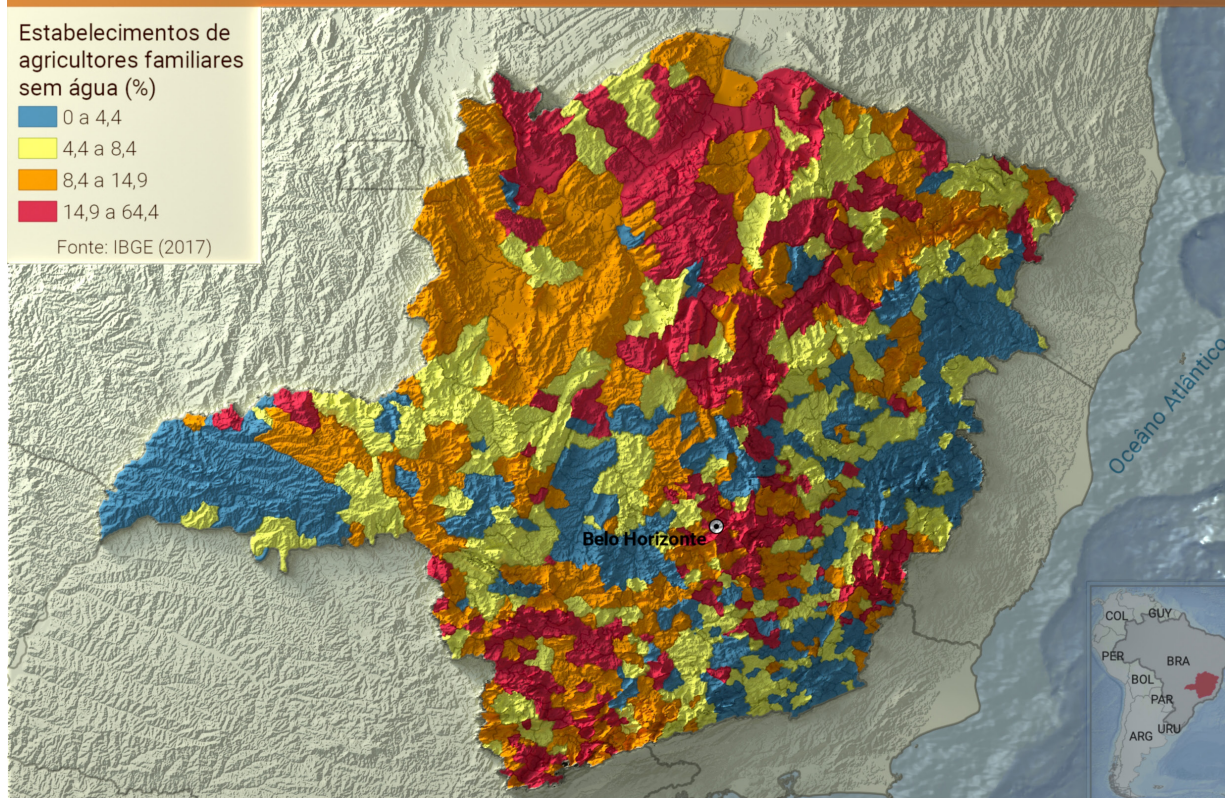 Estabelecimentos de
agricultores familiares
sem água (%)
0 a 4,4
4,4 a 8,4
8,4 a 14,9
14,9 a 64,4
Fonte: IBGE (2017)
Oceâno Atlântico
Belo Horizonte
COL
GUY
PER
BRA
BOL
PAR
ARG
URU